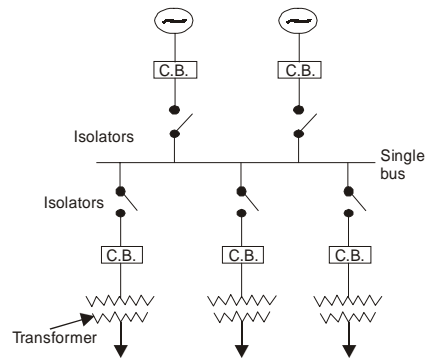 C.B. C.B.
Isolators
Single
bus
Isolators
C.B. C.B. C.B.
Transformer